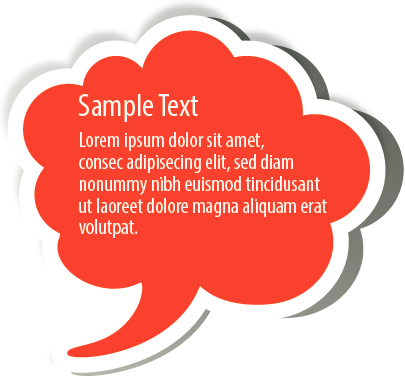 Sample Text
Lorem ipsum dolor sit amet,
consec adipisecing elit, sed diam
nonummy nibh euismod tincidusant
ut laoreet dolore magna aliquam erat
volutpat.